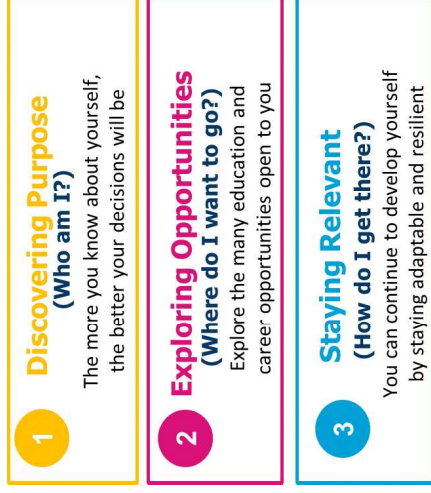 1
Discovering Purpose
(Who am I?)
The more you know about yourself,
the better your decisions will be
2
Exploring Opportunities
(Where do I want to go?)
Explore the many education and
career opportunities open to you
3
Staying Relevant
(How do I get there?)
You can continue to develop yourself
by staying adaptable and resilient